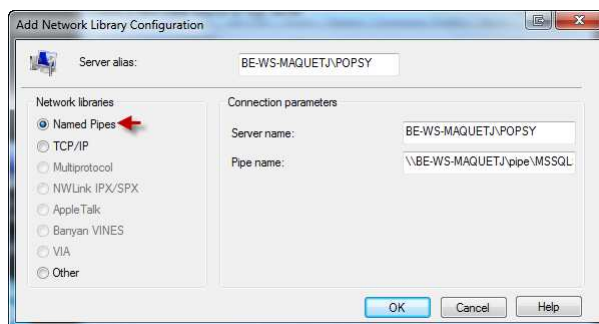 Add Network Library Configuration
Server alias: BE-WS-MAQUETJ\POPSY
Network libraries
Named Pipes
TCP/IP
Multiprotocol
NWLink IPX/SPX
AppleTalk
Banyan VINES
VIA
Other
Connection parameters
Server name: BE-WS-MAQUETJ\POPSY
Pipe name: \\BE-WS-MAQUETJ\pipe\MSSQL
OK Cancel Help